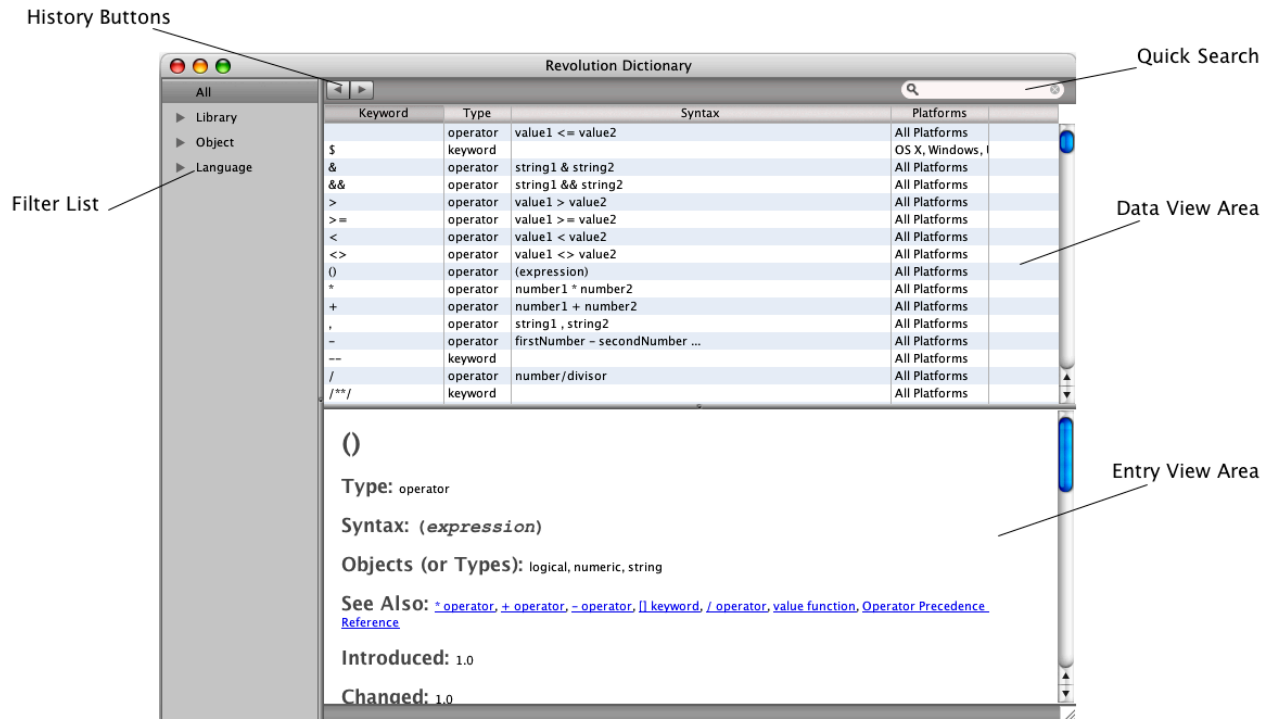 History Buttons
Quick Search
Revolution Dictionary
All
Library
Object
Language
Filter List
Data View Area
Entry View Area
Keyword Type Syntax Platforms
operator value1 <= value2 All Platforms
$ keyword OS X, Windows,
& operator string1 & string2 All Platforms
&& operator string1 && string2 All Platforms
> operator value1 > value2 All Platforms
>= operator value1 >= value2 All Platforms
< operator value1 < value2 All Platforms
<> operator value1 <> value2 All Platforms
() operator (expression) All Platforms
* operator number1 * number2 All Platforms
+ operator number1 + number2 All Platforms
, operator string1 , string2 All Platforms
- operator firstNumber - secondNumber ... All Platforms
-- keyword All Platforms
/ operator number/divisor All Platforms
/**/ keyword All Platforms
()
Type: operator
Syntax: (expression)
Objects (or Types): logical, numeric, string
See Also: * operator, + operator, - operator, [] keyword, / operator, value function, Operator Precedence
Reference
Introduced: 1.0
Changed: 1.0